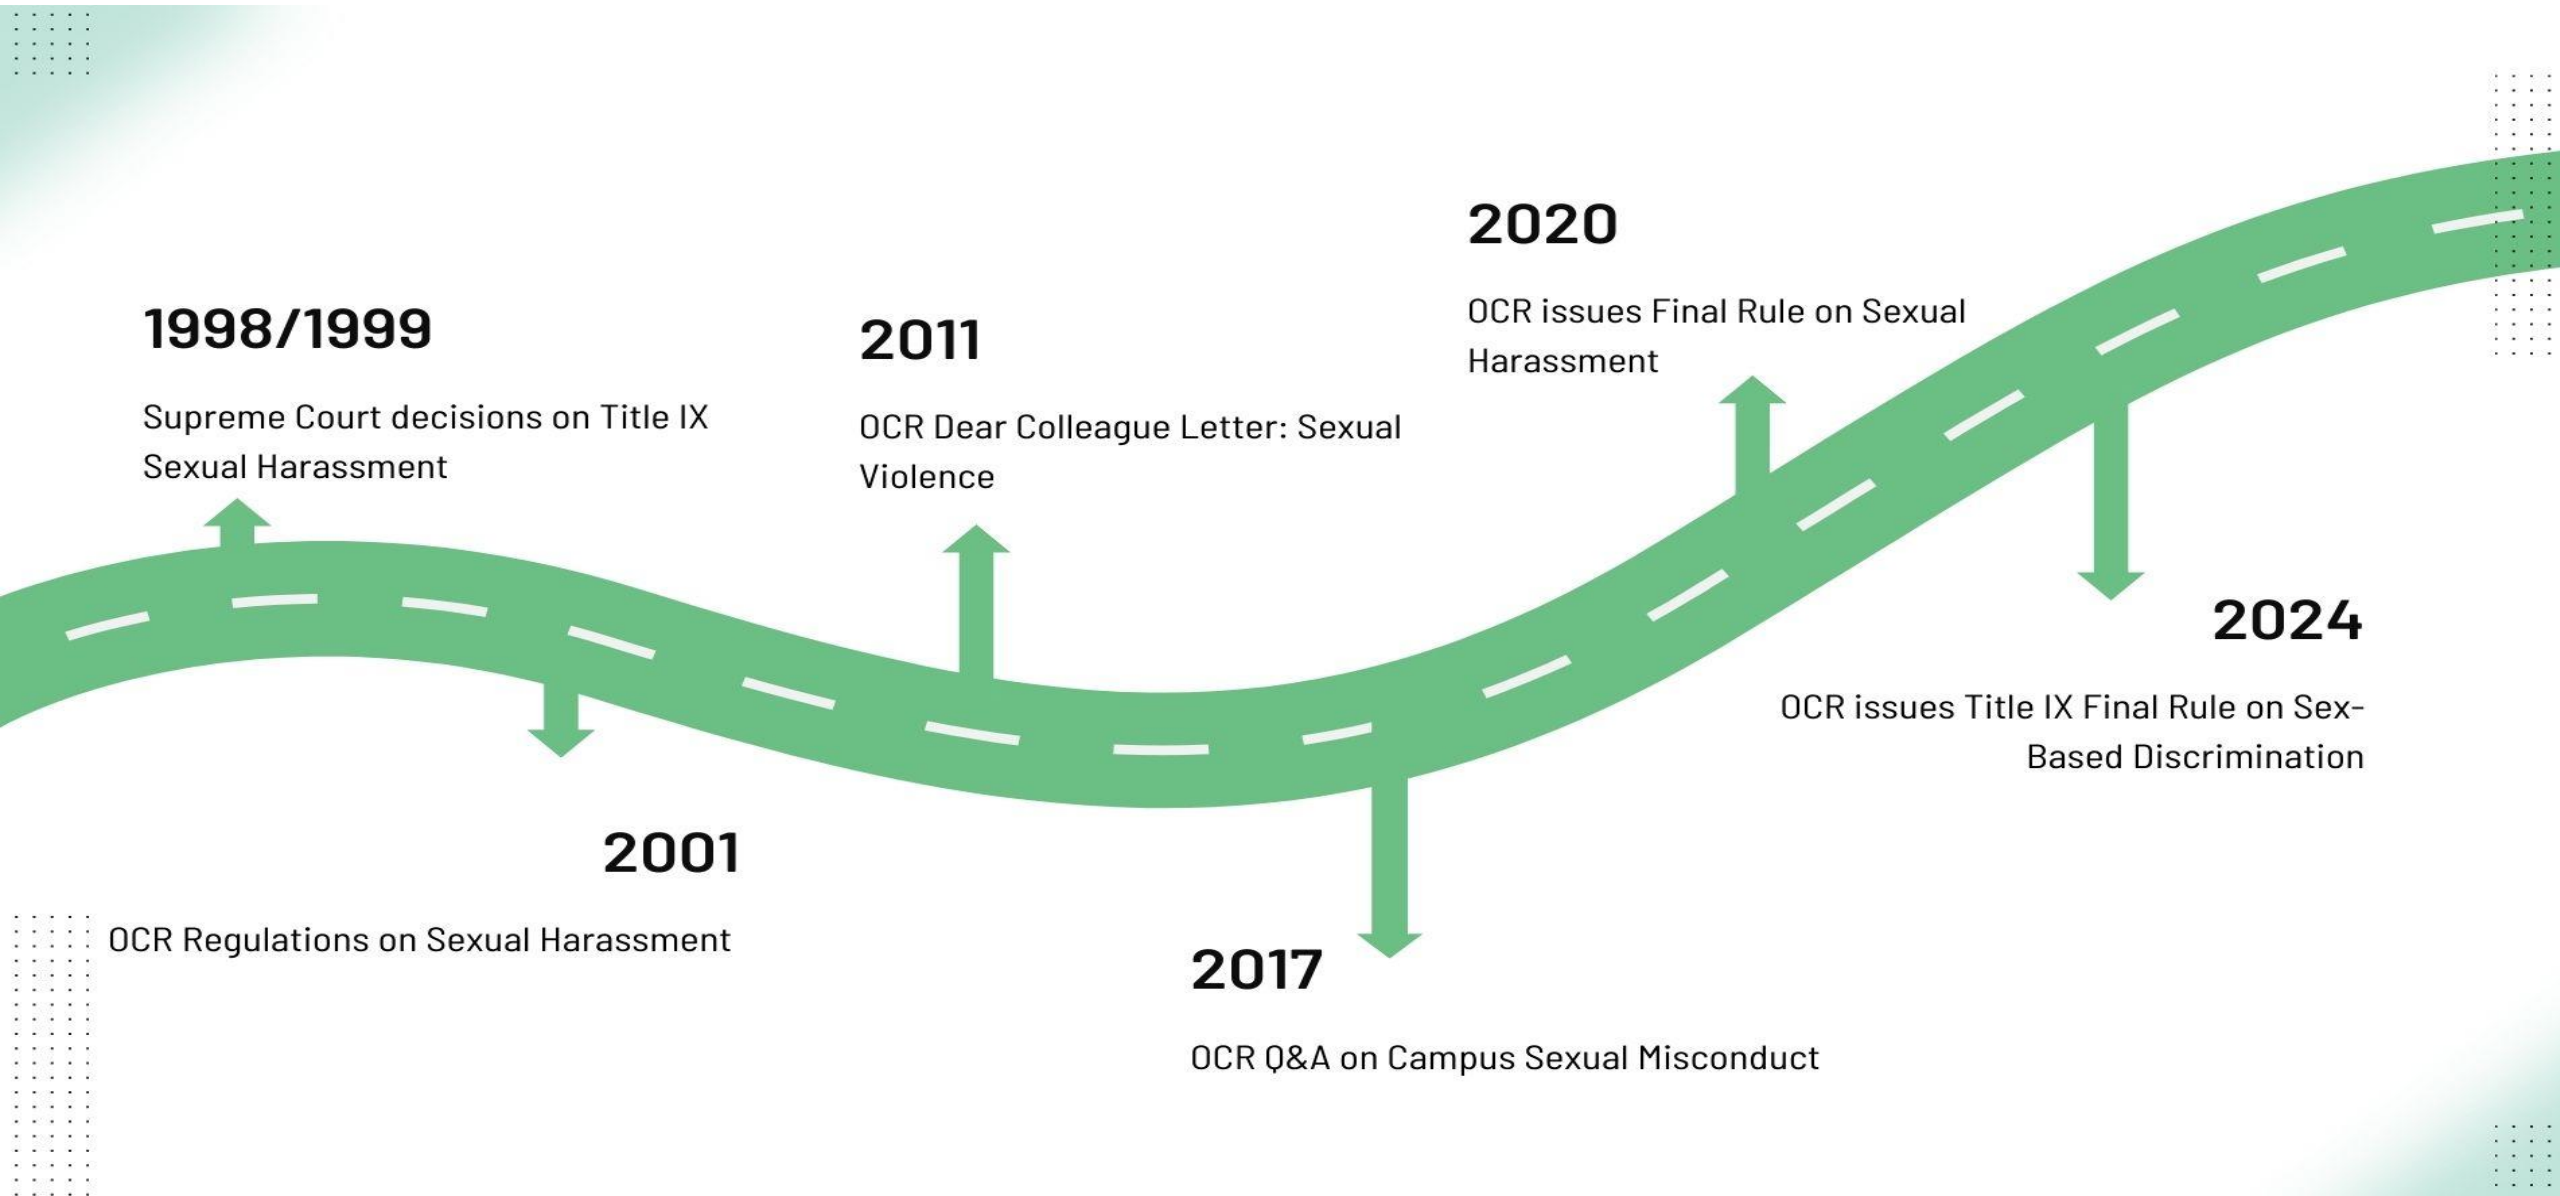 1998/1999
Supreme Court decisions on Title IX
Sexual Harassment
2001
OCR Regulations on Sexual Harassment
2011
OCR Dear Colleague Letter: Sexual
Violence
2017
OCR Q&A on Campus Sexual Misconduct
2020
OCR issues Final Rule on Sexual
Harassment
2024
OCR issues Title IX Final Rule on Sex-
Based Discrimination